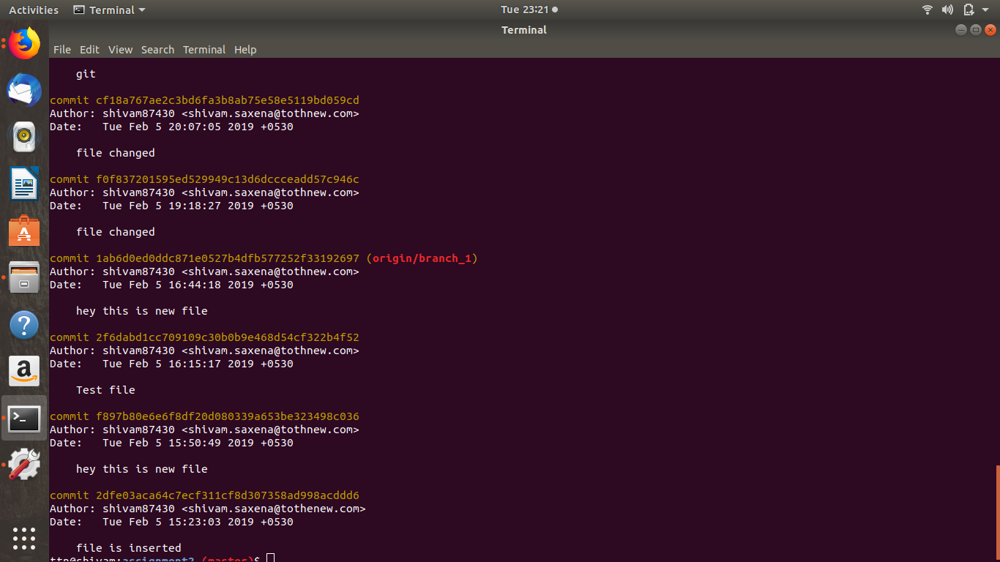 Activities Terminal Tue 23:21
Terminal
File Edit View Search Terminal Help
git
commit cf18a767ae2c3bd6fa3b8ab75e58e5119bd059cd
Author: shivam87430 <shivam.saxena@tothnew.com>
Date: Tue Feb 5 20:07:05 2019 +0530
file changed
commit f0f837201595ed529949c13d6dccceadd57c946c
Author: shivam87430 <shivam.saxena@tothnew.com>
Date: Tue Feb 5 19:18:27 2019 +0530
file changed
commit 1ab6d0ed0ddc871e0527b4dfb577252f33192697 (origin/branch_1)
Author: shivam87430 <shivam.saxena@tothnew.com>
Date: Tue Feb 5 16:44:18 2019 +0530
hey this is new file
commit 2f6dabd1cc709109c30b0b9e468d54cf322b4f52
Author: shivam87430 <shivam.saxena@tothnew.com>
Date: Tue Feb 5 16:15:17 2019 +0530
Test file
commit f897b80e6e6f8df20d080339a653be323498c036
Author: shivam87430 <shivam.saxena@tothnew.com>
Date: Tue Feb 5 15:50:49 2019 +0530
hey this is new file
commit 2dfe03aca64c7ecf311cf8d307358ad998acddd6
Author: shivam87430 <shivam.saxena@tothenew.com>
Date: Tue Feb 5 15:23:03 2019 +0530
file is inserted
ttn@shivam:assignment2 (master)$